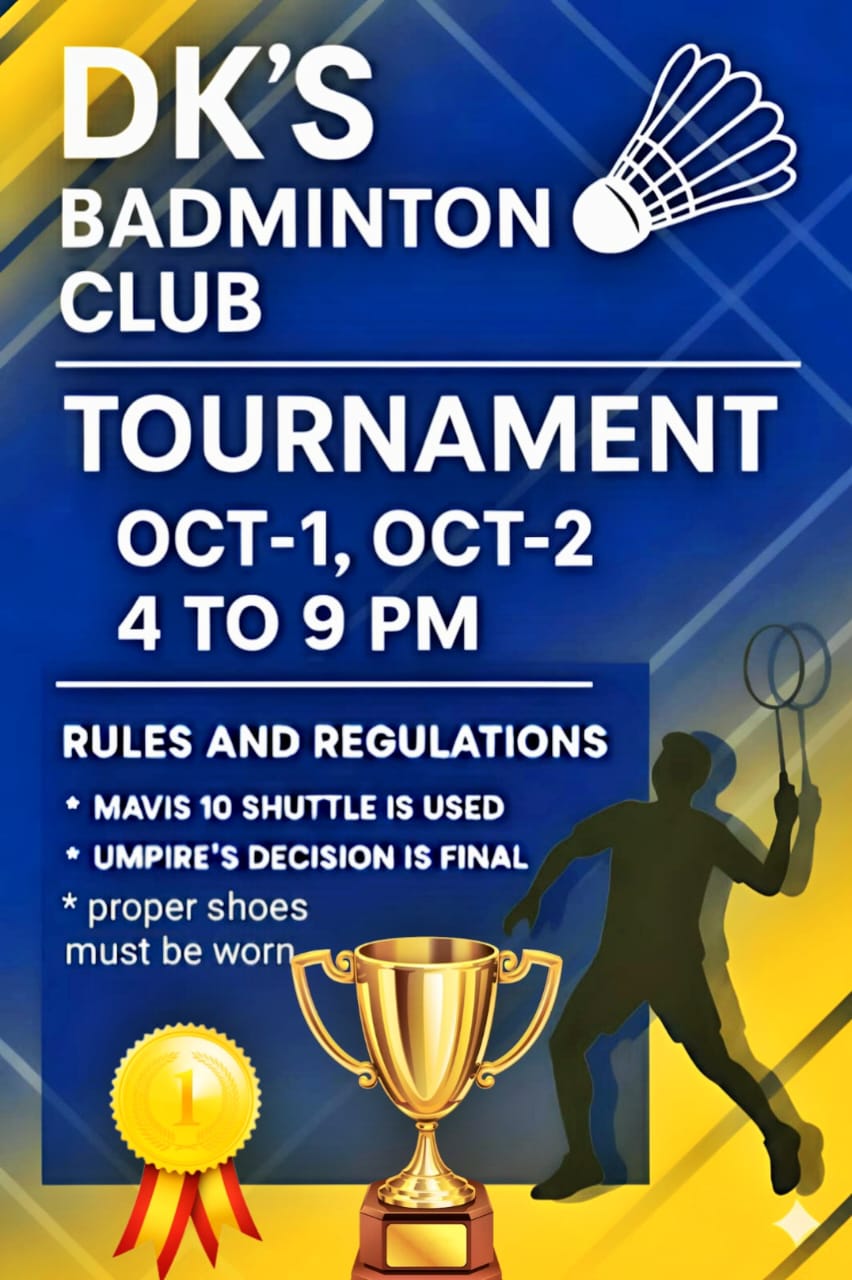 DK'S
BADMINTON
CLUB
TOURNAMENT
OCT-1, OCT-2
4 TO 9 PM
RULES AND REGULATIONS
* MAVIS 10 SHUTTLE IS USED
* UMPIRE'S DECISION IS FINAL
* proper shoes
must be worn
1